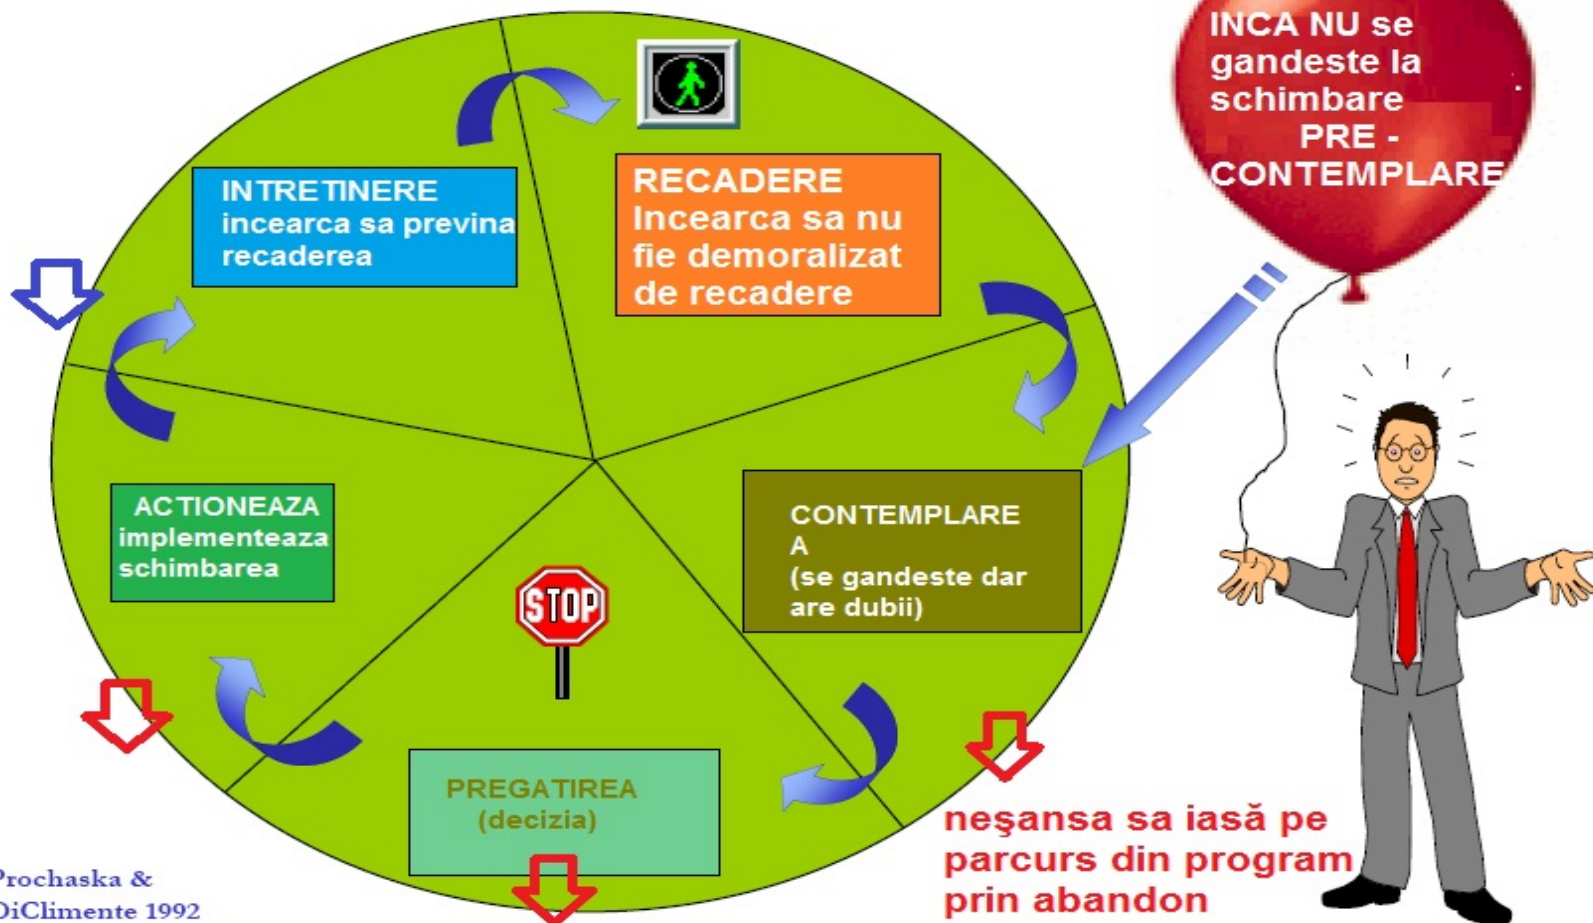 INCA NU se
gandeste la
schimbare
PRE -
CONTEMPLARE
INTRETINERE
incearca sa previna
recaderea
RECADERE
Incearca sa nu
fie demoralizat
de recadere
ACTIONEAZA
implementeaza
schimbarea
CONTEMPLARE
A
(se gandeste dar
are dubii)
STOP
PREGATIREA
(decizia)
neşansa sa iasă pe
parcurs din program
prin abandon
Prochaska &
DiClimente 1992